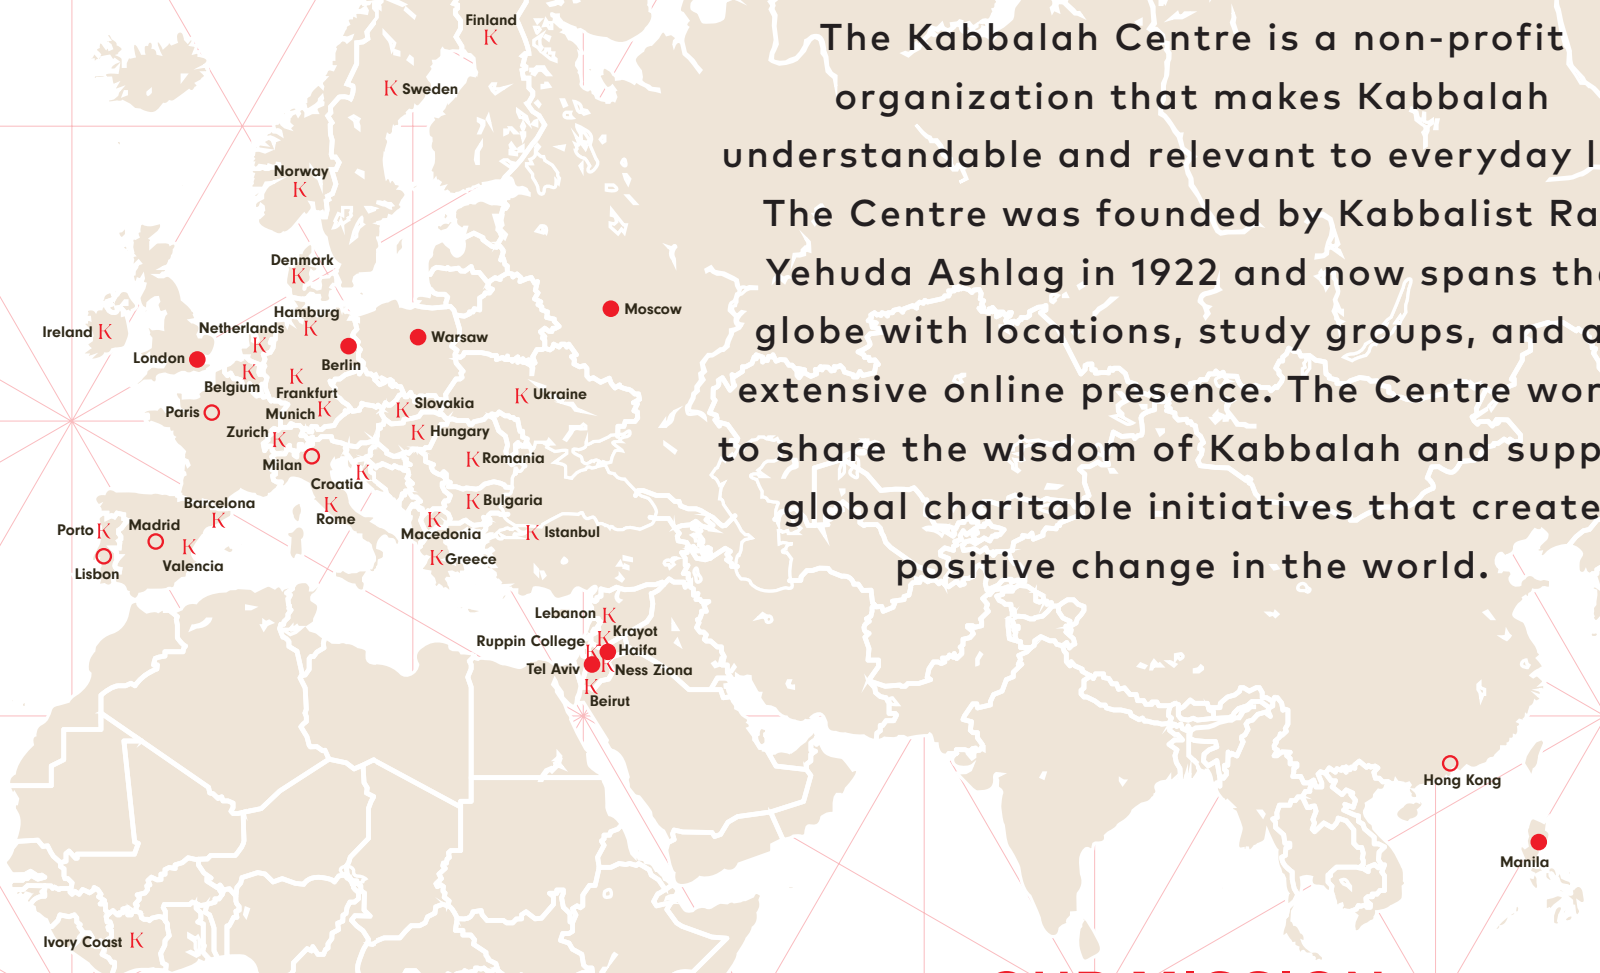 The Kabbalah Centre is a non-profit
organization that makes Kabbalah
understandable and relevant to everyday
The Centre was founded by Kabbalist
Yehuda Ashlag in 1922 and now spans
globe with locations, study groups, and
extensive online presence. The Centre
to share the wisdom of Kabbalah and
global charitable initiatives that create
positive change in the world.
Finland
K
K Sweden
Norway
K
Denmark
K
Hamburg
K
Netherlands
K
Ireland K
London
Berlin
Warsaw
Moscow
Belgium
K
Frankfurt
K
Paris
Munich K
Slovakia
K
K Ukraine
Zurich
K
K Hungary
Milan
K Romania
Croatia
K
Barcelona
K
K
Rome
K Bulgaria
Porto K
Madrid
K
Macedonia
K Istanbul
Lisbon
K
Valencia
K Greece
Lebanon K
K Krayot
Ruppin College K
Haifa
Tel Aviv
K Ness Ziona
K
Beirut
Hong Kong
Manila
Ivory Coast K